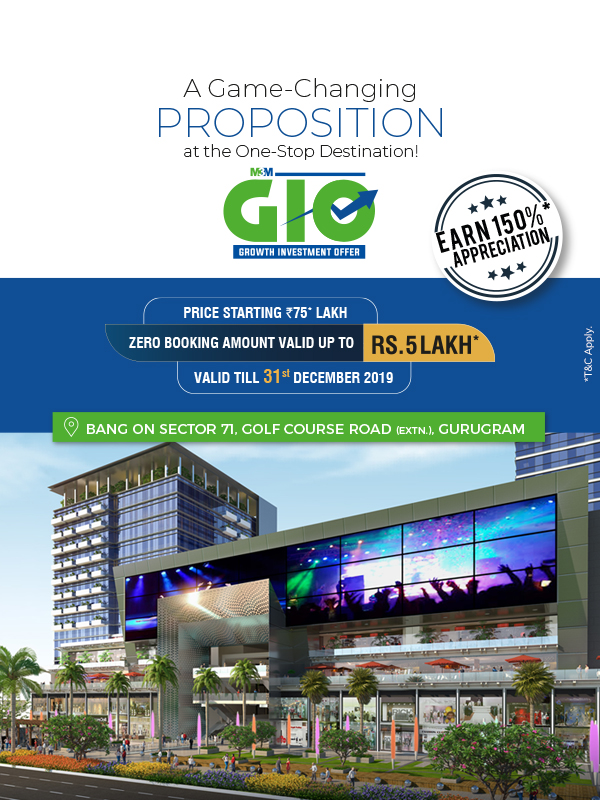 A Game-Changing
PROPOSITION
at the One-Stop Destination!
M3M
GIO
GROWTH INVESTMENT OFFER
EARN 150%*
APPRECIATION
PRICE STARTING ₹75* LAKH
ZERO BOOKING AMOUNT VALID UP TO RS.5 LAKH*
VALID TILL 31st DECEMBER 2019
*T&C Apply.
BANG ON SECTOR 71, GOLF COURSE ROAD (EXTN.), GURUGRAM